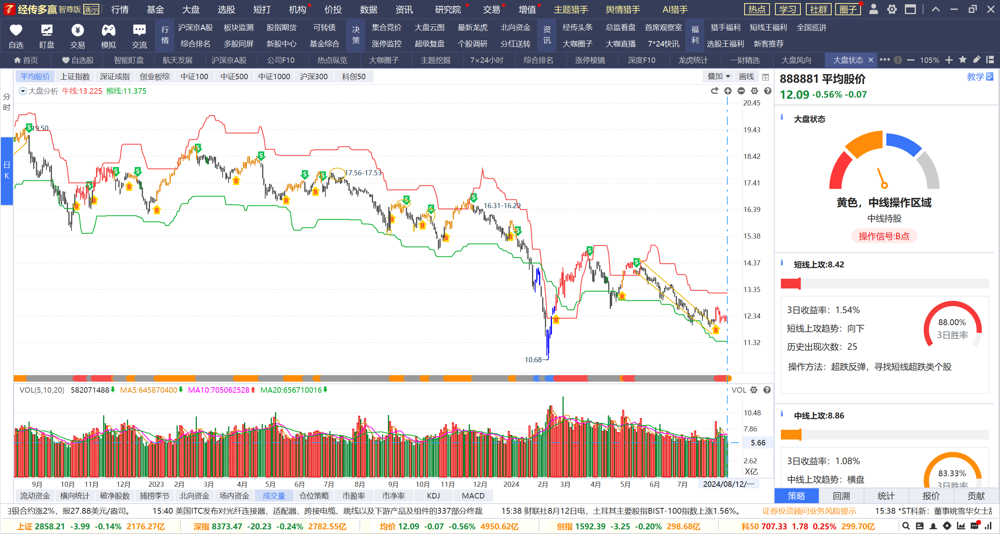 经传多赢 智尊版 演示 行情 基金 大盘 选股 短打 机构 价投 数据 资讯 研究院 交易 增值 主题猎手 舆情猎手 AI猎手 热点 学习 社群 圈子
自选 盯盘 交易 模拟 交流
行情
沪深京A股 板块监测 股指期货 可转债
综合排名 多股同屏 新股中心 基金综合
决策
集合竞价 大盘云图 最新龙虎 北向资金
涨停监控 超级复盘 个股调研 分红送转
资讯
经传头条 总监看盘 首席观察室
大咖圈子 大咖直播 7*24快讯
福利
猎手福利 短线王福利 全国巡讲
选股王福利 新客推荐
首页 自选股 智能盯盘 航天发展 沪深京A股 公司F10 热点纵览 大咖圈子 主题挖掘 7×24小时 综合排名 涨停棱镜 深度F10 龙虎统计 一财精选 大盘风向 大盘状态 105%
分时
日K
平均股价 上证指数 深证成指 创业板综 中证100 中证500 中证1000 沪深300 科创50 叠加 画线
大盘分析 牛线:13.225 熊线:11.375
20.45
19.43
18.42
17.41
16.39
15.38
14.37
13.35
12.34
11.32
19.50
17.56-17.53
16.31-16.29
10.68→
VOL(5,10,20) 582071488 MA5:645870400 MA10:705062528 MA20:656710016 VOL
10.48
7.86
5.66
2.62
X亿
9月 10月 11月 12月 2023 2月 3月 4月 5月 6月 7月 8月 9月 10月 11月 12月 2024 2月 3月 4月 5月 6月 7月 2024/08/12/一
流动资金 横向统计 破净股数 捕捞季节 北向资金 场内资金 成交量 仓位策略 市盈率 市净率 KDJ MACD
888881 平均股价 教学
12.09 -0.56% -0.07
大盘状态
黄色，中线操作区域
中线持股
操作信号:B点
短线上攻:8.42
3日收益率：1.54%
短线上攻趋势：向下
历史出现次数：25
88.00%
3日胜率
操作方法：超跌反弹，寻找短线超跌类个股
中线上攻:8.86
3日收益率：1.08%
中线上攻趋势：横盘
83.33%
3日胜率
策略 回溯 统计 报价 贡献
银合约涨2%，报27.88美元/盎司。 15:40 美国ITC发布对光纤连接器、适配器、跨接电缆、跳线以及下游产品及组件的337部分终裁 15:38 财联社8月12日电，土耳其主要股指BIST-100指数上涨1.56%。 证券投资顾问业务风险提示 15:38 *ST科新：董事姚雪华女士
上证 2858.21 -3.99 -0.14% 2176.27亿 深指 8373.47 -20.23 -0.24% 2782.55亿 均价 12.09 -0.07 -0.56% 4950.62亿 创指 1592.39 -3.25 -0.20% 298.68亿 科50 707.33 1.78 0.25% 299.70亿